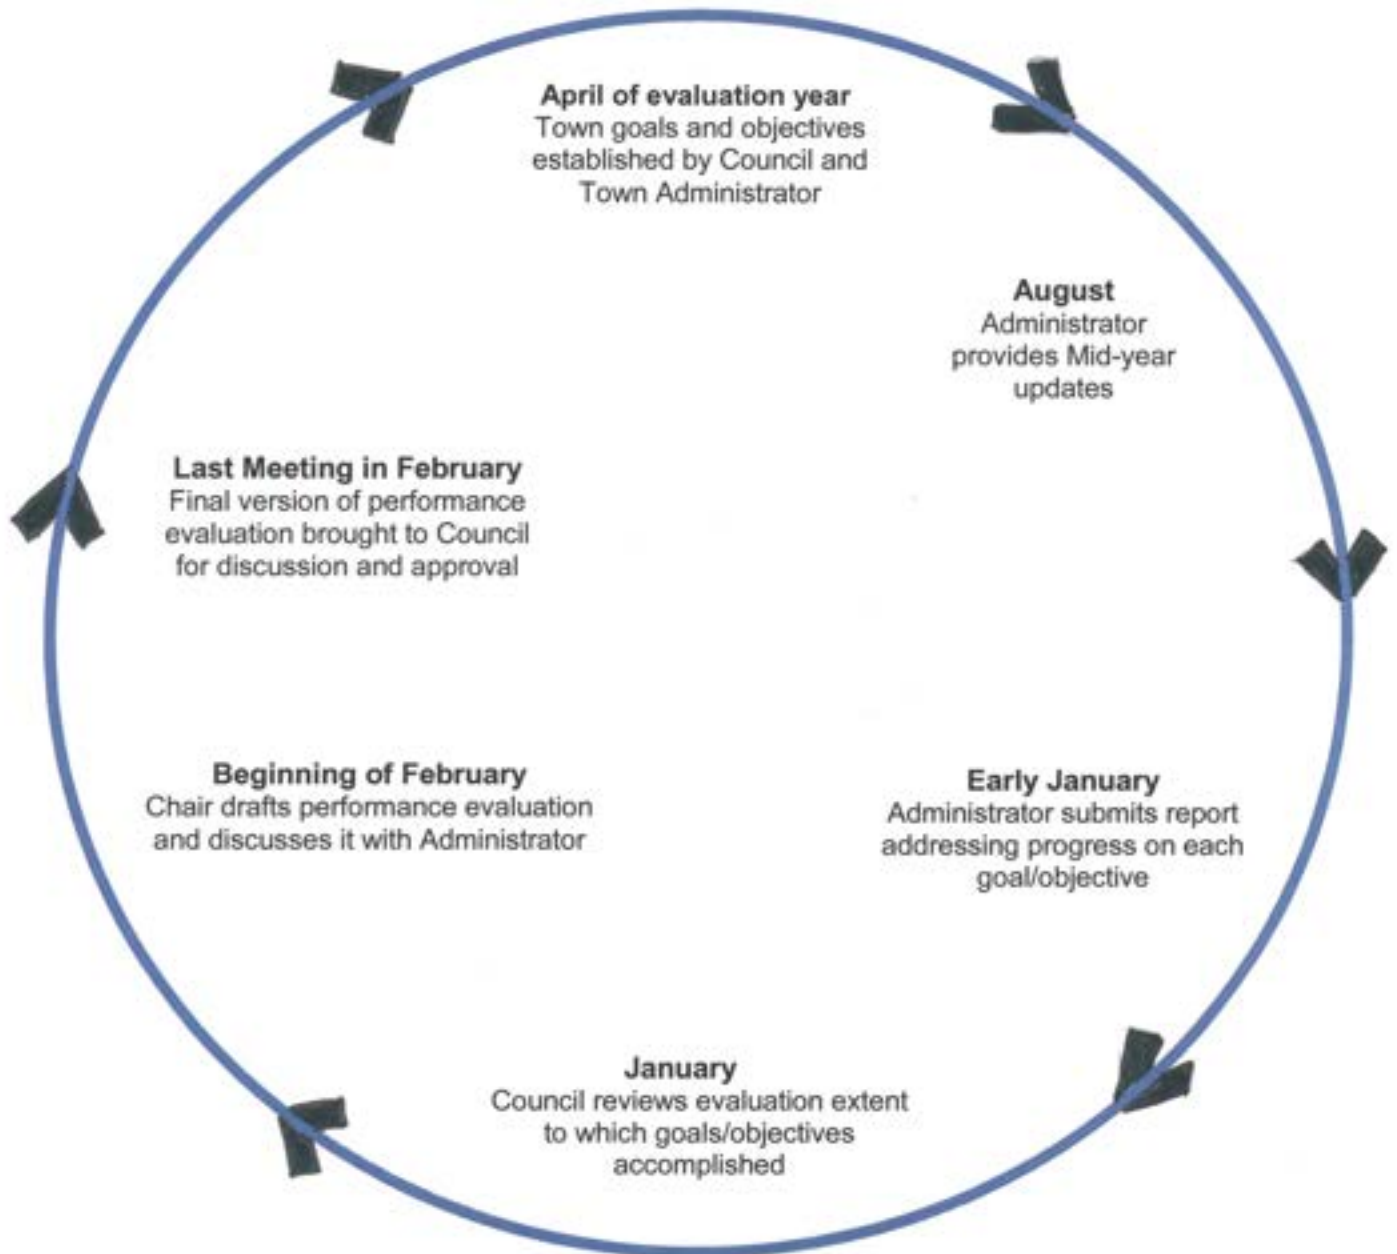 April of evaluation year
Town goals and objectives
established by Council and
Town Administrator
August
Administrator
provides Mid-year
updates
Early January
Administrator submits report
addressing progress on each
goal/objective
January
Council reviews evaluation extent
to which goals/objectives
accomplished
Beginning of February
Chair drafts performance evaluation
and discusses it with Administrator
Last Meeting in February
Final version of performance
evaluation brought to Council
for discussion and approval